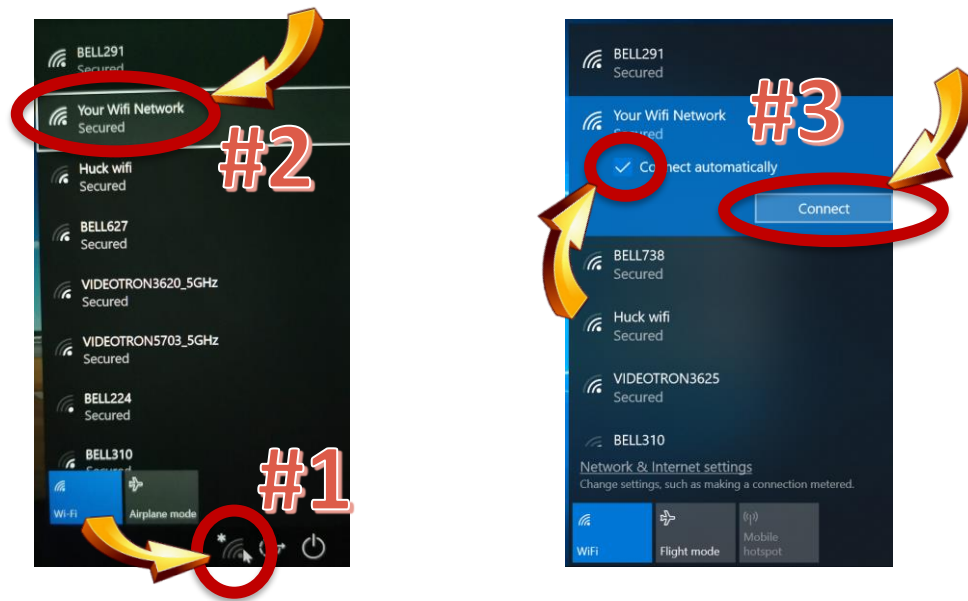 BELL291
Secured
Your Wifi Network
Secured
#2
Huck wifi
Secured
BELL627
Secured
VIDEOTRON3620_5GHz
Secured
VIDEOTRON5703_5GHz
Secured
BELL224
Secured
BELL310
Secured
Wi-Fi
Airplane mode
#1
BELL291
Secured
Your Wifi Network
Secured
#3
Connect automatically
Connect
BELL738
Secured
Huck wifi
Secured
VIDEOTRON3625
Secured
BELL310
Network & Internet settings
Change settings, such as making a connection metered.
WiFi
Flight mode
Mobile
hotspot